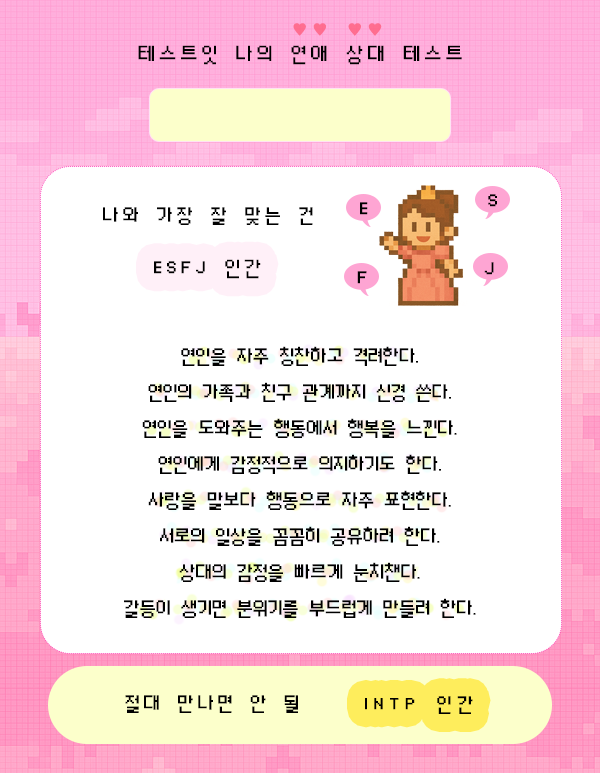 테스트잇 나의 연애 상대 테스트
나와 가장 잘 맞는 건
ESFJ 인간
E
S
F
J
연인을 자주 칭찬하고 격려한다.
연인의 가족과 친구 관계까지 신경 쓴다.
연인을 도와주는 행동에서 행복을 느낀다.
연인에게 감정적으로 의지하기도 한다.
사랑을 말보다 행동으로 자주 표현한다.
서로의 일상을 꼼꼼히 공유하려 한다.
상대의 감정을 빠르게 눈치챈다.
갈등이 생기면 분위기를 부드럽게 만들려 한다.
절대 만나면 안 될 INTP 인간